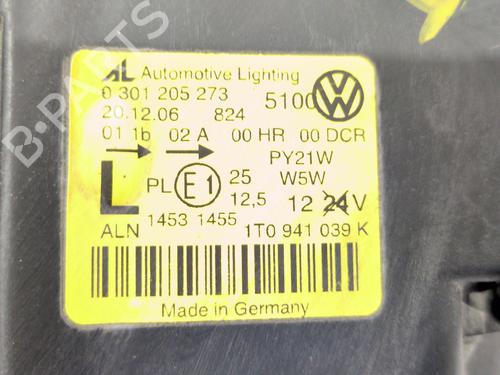 AL Automotive Lighting
0 301 205 273 5100
20.12.06 824
01 1b 02 A 00 HR 00 DCR
PY21W
L PL E1 25 W5W
12,5 12 24 V
1453 1455
ALN 1T0 941 039 K
Made in Germany
B-PARTS